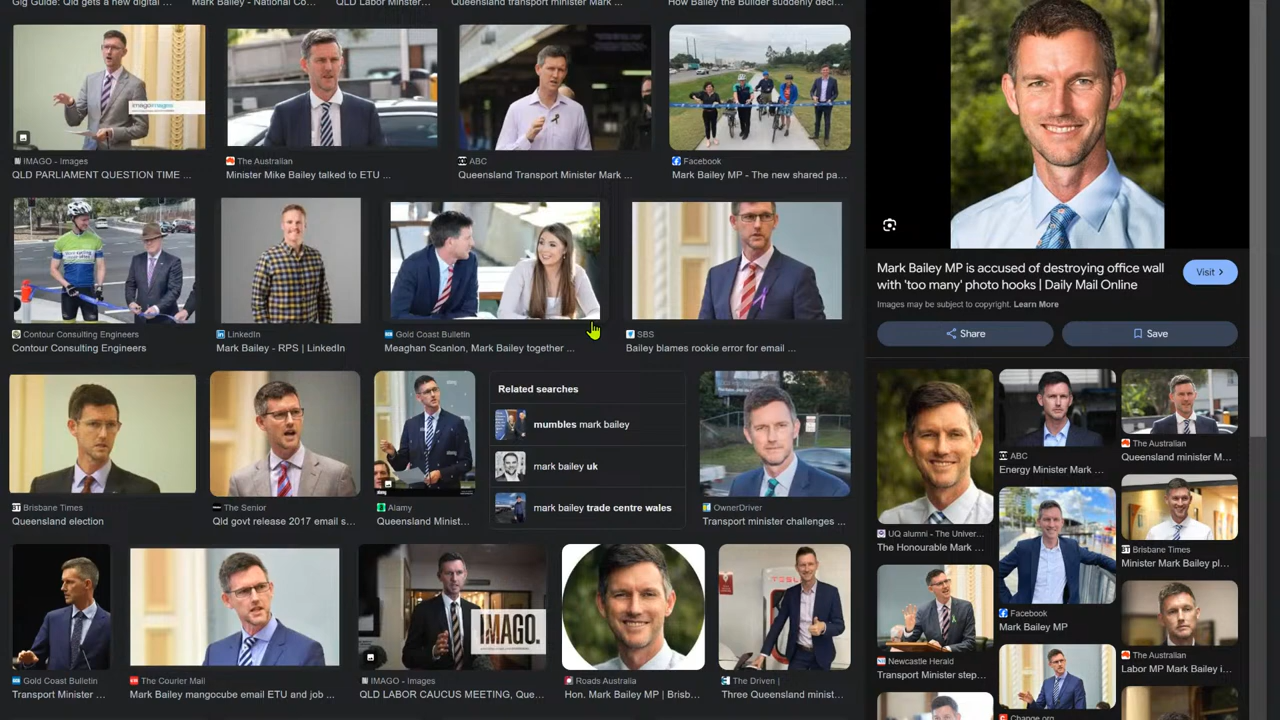 Gig Guide: Qld gets a new digital ...
Mark Bailey - National Co...
QLD Labor Minster...
Queensland transport minister Mark ...
How Bailey the Builder suddenly deci...
imago images
IMAGO - Images
QLD PARLIAMENT QUESTION TIME ...
The Australian
Minister Mike Bailey talked to ETU ...
ABC
Queensland Transport Minister Mark ...
Facebook
Mark Bailey MP - The new shared pa...
Contour Consulting Engineers
Contour Consulting Engineers
LinkedIn
Mark Bailey - RPS | LinkedIn
Gold Coast Bulletin
Meaghan Scanlon, Mark Bailey together ...
SBS
Bailey blames rookie error for email ...
Brisbane Times
Queensland election
The Senior
Qld govt release 2017 email s...
alamy
Alamy
Queensland Minist...
Related searches
mumbles mark bailey
mark bailey uk
mark bailey trade centre wales
OwnerDriver
Transport minister challenges ...
Gold Coast Bulletin
Transport Minister ...
The Courier Mail
Mark Bailey mangocube email ETU and job ...
IMAGO.
IMAGO - Images
QLD LABOR CAUCUS MEETING, Que...
Roads Australia
Hon. Mark Bailey MP | Brisb...
TESLA
The Driven |
Three Queensland minist...
Mark Bailey MP is accused of destroying office wall
with 'too many' photo hooks | Daily Mail Online
Visit >
Images may be subject to copyright. Learn More
Share
Save
UQ alumni - The Univer...
The Honourable Mark ...
ABC
Energy Minister Mark ...
The Australian
Queensland minister M...
Brisbane Times
Minister Mark Bailey pl...
Facebook
Mark Bailey MP
Newcastle Herald
Transport Minister step...
The Australian
Labor MP Mark Bailey i...
Change.org